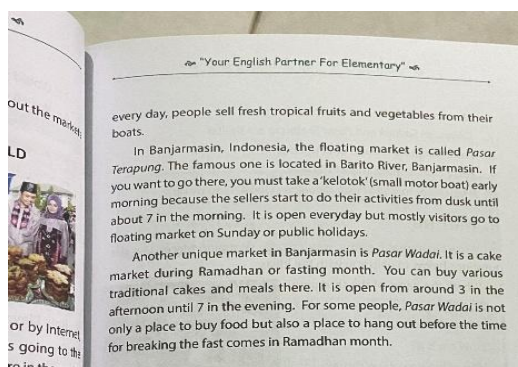 "Your English Partner For Elementary"
out the market
LD
or by Internet
s going to the
every day, people sell fresh tropical fruits and vegetables from their
boats.
In Banjarmasin, Indonesia, the floating market is called Pasar
Terapung. The famous one is located in Barito River, Banjarmasin. If
you want to go there, you must take a 'kelotok' (small motor boat) early
morning because the sellers start to do their activities from dusk until
about 7 in the morning. It is open everyday but mostly visitors go to
floating market on Sunday or public holidays.
Another unique market in Banjarmasin is Pasar Wadai. It is a cake
market during Ramadhan or fasting month. You can buy various
traditional cakes and meals there. It is open from around 3 in the
afternoon until 7 in the evening. For some people, Pasar Wadai is not
only a place to buy food but also a place to hang out before the time
for breaking the fast comes in Ramadhan month.